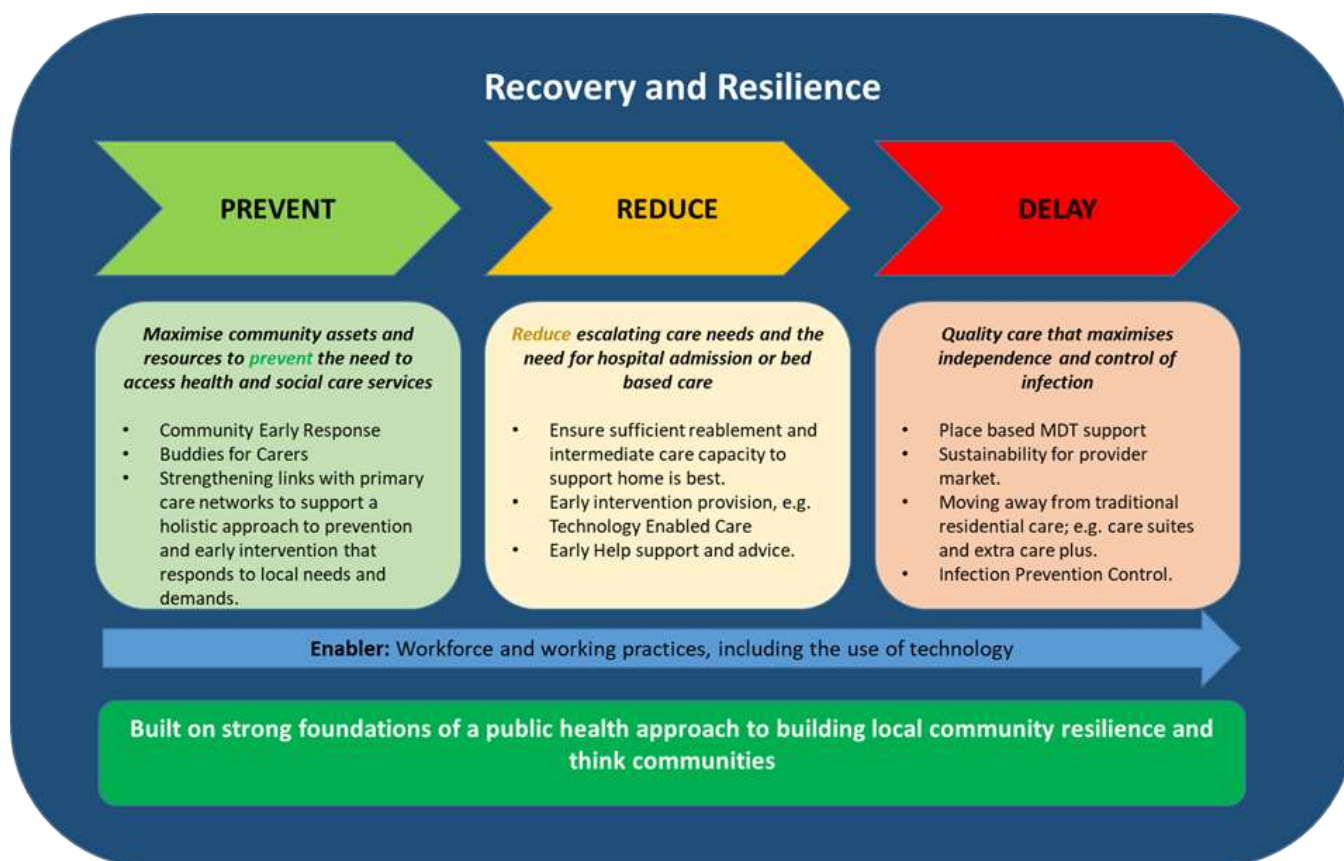 Recovery and Resilience
PREVENT
REDUCE
DELAY
Maximise community assets and
resources to prevent the need to
access health and social care services
• Community Early Response
• Buddies for Carers
• Strengthening links with primary
care networks to support a
holistic approach to prevention
and early intervention that
responds to local needs and
demands.
Reduce escalating care needs and the
need for hospital admission or bed
based care
• Ensure sufficient reablement and
intermediate care capacity to
support home is best.
• Early intervention provision, e.g.
Technology Enabled Care
• Early Help support and advice.
Quality care that maximises
independence and control of
infection
• Place based MDT support
• Sustainability for provider
market.
• Moving away from traditional
residential care; e.g. care suites
and extra care plus.
• Infection Prevention Control.
Enabler: Workforce and working practices, including the use of technology
Built on strong foundations of a public health approach to building local community resilience and
think communities